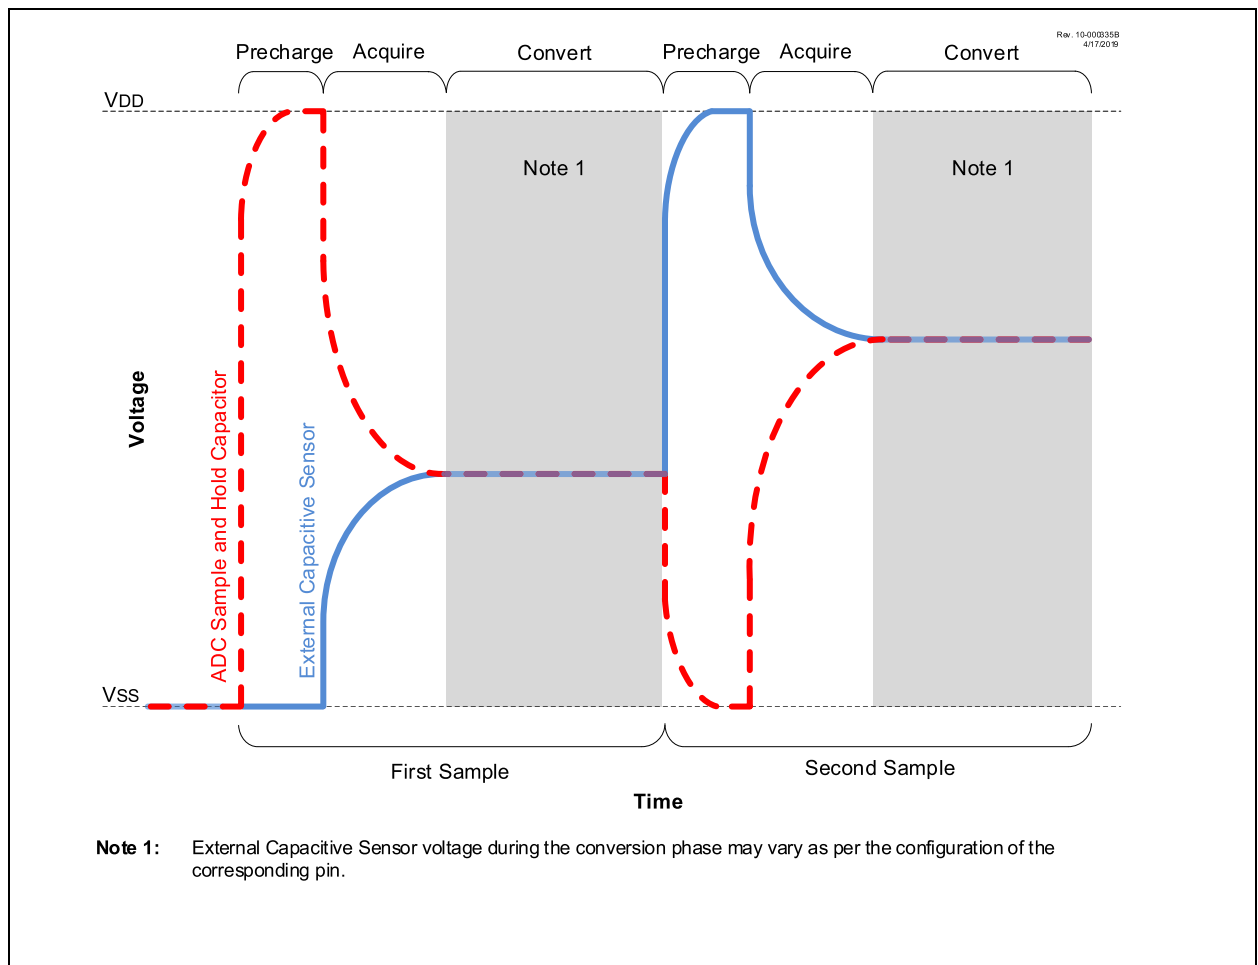 Rev. 10-000335B
4/17/2019
Precharge Acquire Convert Precharge Acquire Convert
VDD
Note 1 Note 1
Voltage
ADC Sample and Hold Capacitor
External Capacitive Sensor
VSS
First Sample Second Sample
Time
Note 1: External Capacitive Sensor voltage during the conversion phase may vary as per the configuration of the
corresponding pin.